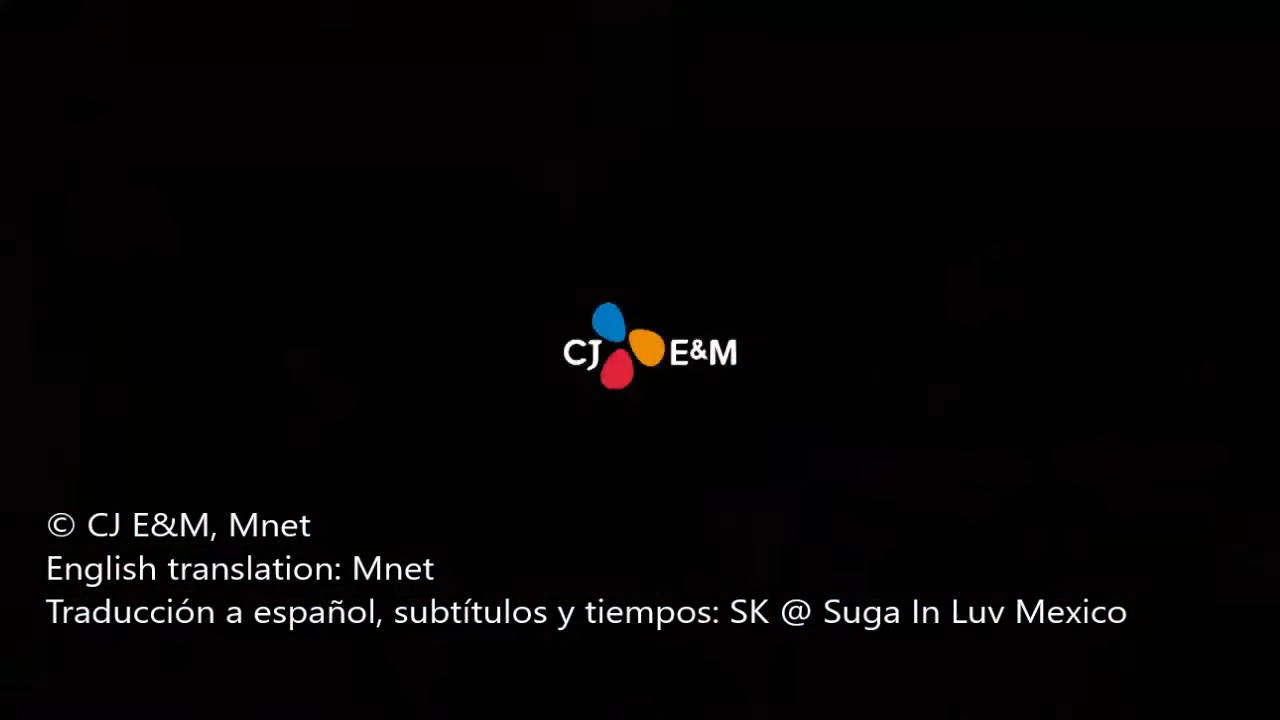 CJ E&M
© CJ E&M, Mnet
English translation: Mnet
Traducción a español, subtítulos y tiempos: SK @ Suga In Luv Mexico